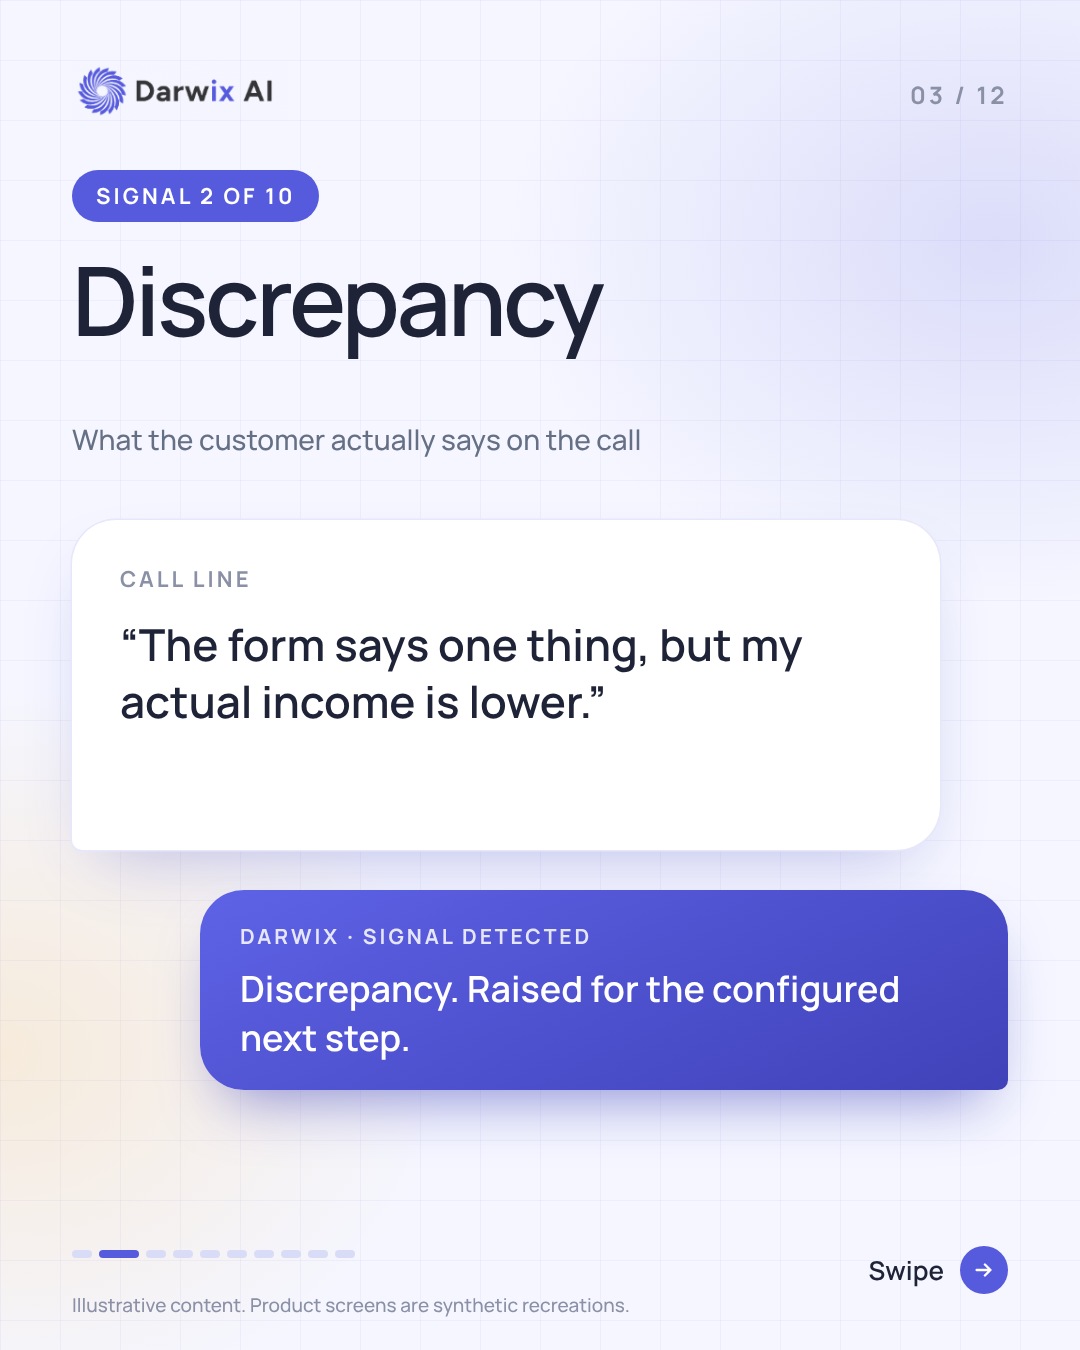 Darwix AI
03 / 12
SIGNAL 2 OF 10
Discrepancy
What the customer actually says on the call
CALL LINE
“The form says one thing, but my
actual income is lower.”
DARWIX · SIGNAL DETECTED
Discrepancy. Raised for the configured
next step.
Swipe
Illustrative content. Product screens are synthetic recreations.